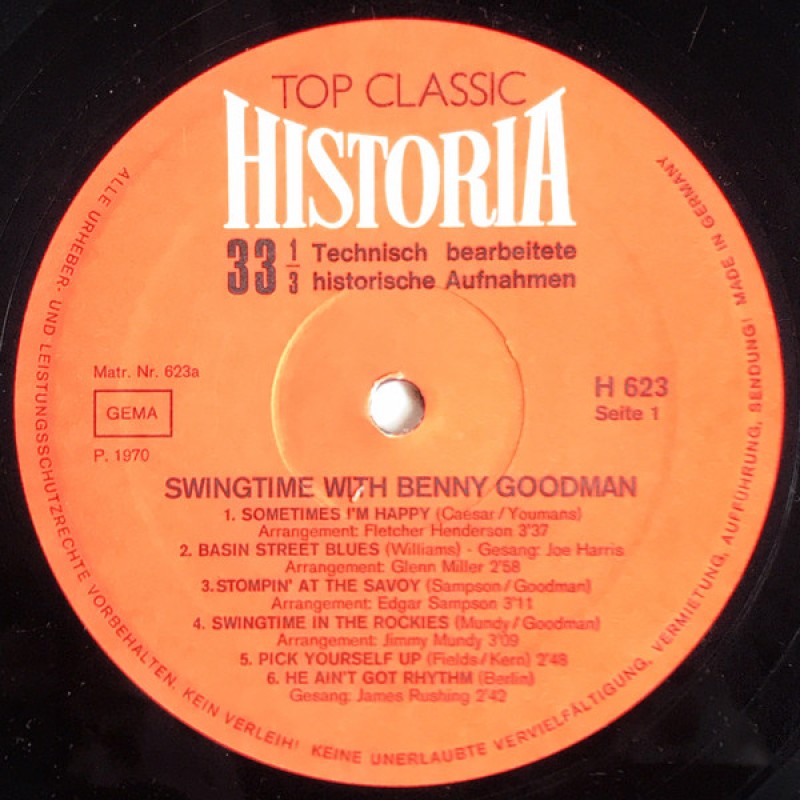 TOP CLASSIC
HISTORIA
33 1/3 Technisch bearbeitete
historische Aufnahmen
Matr. Nr. 623a
GEMA
P. 1970
H 623
Seite 1
SWINGTIME WITH BENNY GOODMAN
1. SOMETIMES I'M HAPPY (Caesar/Youmans)
Arrangement: Fletcher Henderson 3'37
2. BASIN STREET BLUES (Williams) - Gesang: Joe Harris
Arrangement: Glenn Miller 2'58
3. STOMPIN' AT THE SAVOY (Sampson/Goodman)
Arrangement: Edgar Sampson 3'11
4. SWINGTIME IN THE ROCKIES (Mundy/Goodman)
Arrangement: Jimmy Mundy 3'09
5. PICK YOURSELF UP (Fields/Kern) 2'48
6. HE AIN'T GOT RHYTHM (Berlin)
Gesang: James Rushing 2'42
ALLE URHEBER- UND LEISTUNGSSCHUTZRECHTE VORBEHALTEN. KEIN VERLEIH! KEINE UNERLAUBTE VERVIELFÄLTIGUNG, VERMIETUNG, AUFFÜHRUNG, SENDUNG! MADE IN GERMANY